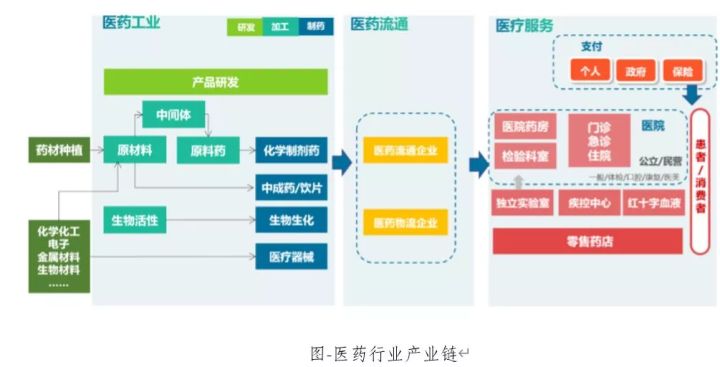 医药工业
研发
加工
制药
医药流通
医疗服务
支付
个人
政府
保险
产品研发
中间体
药材种植
原材料
原料药
化学制剂药
中成药/饮片
生物活性
生物生化
医疗器械
化学化工
电子
金属材料
生物材料
……
医药流通企业
医药物流企业
医院药房
检验科室
门诊
急诊
住院
医院
公立/民营
一般/体检/口腔/康复/医美
独立实验室
疾控中心
红十字血液
零售药店
患者/消费者
图-医药行业产业链